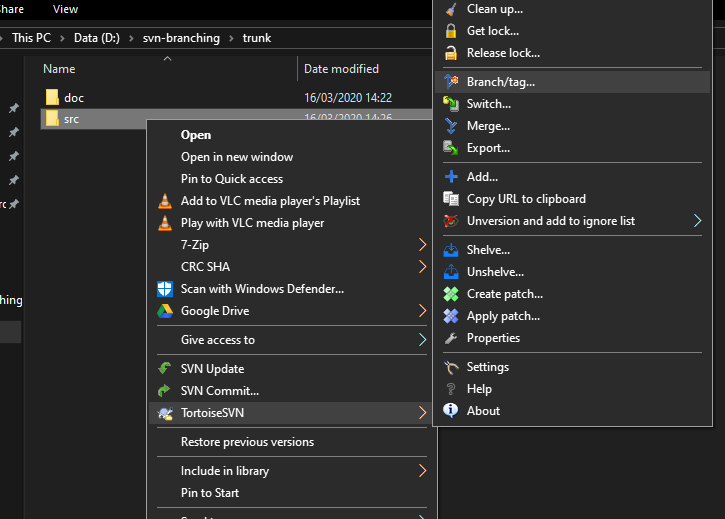 Share
View
This PC
Data (D:)
svn-branching
trunk
Name
Date modified
doc
16/03/2020 14:22
src
16/03/2020 14:26
Open
Open in new window
Pin to Quick access
Add to VLC media player's Playlist
Play with VLC media player
7-Zip
CRC SHA
Scan with Windows Defender...
Google Drive
Give access to
SVN Update
SVN Commit...
TortoiseSVN
Restore previous versions
Include in library
Pin to Start
Clean up...
Get lock...
Release lock...
Branch/tag...
Switch...
Merge...
Export...
Add...
Copy URL to clipboard
Unversion and add to ignore list
Shelve...
Unshelve...
Create patch...
Apply patch...
Properties
Settings
Help
About